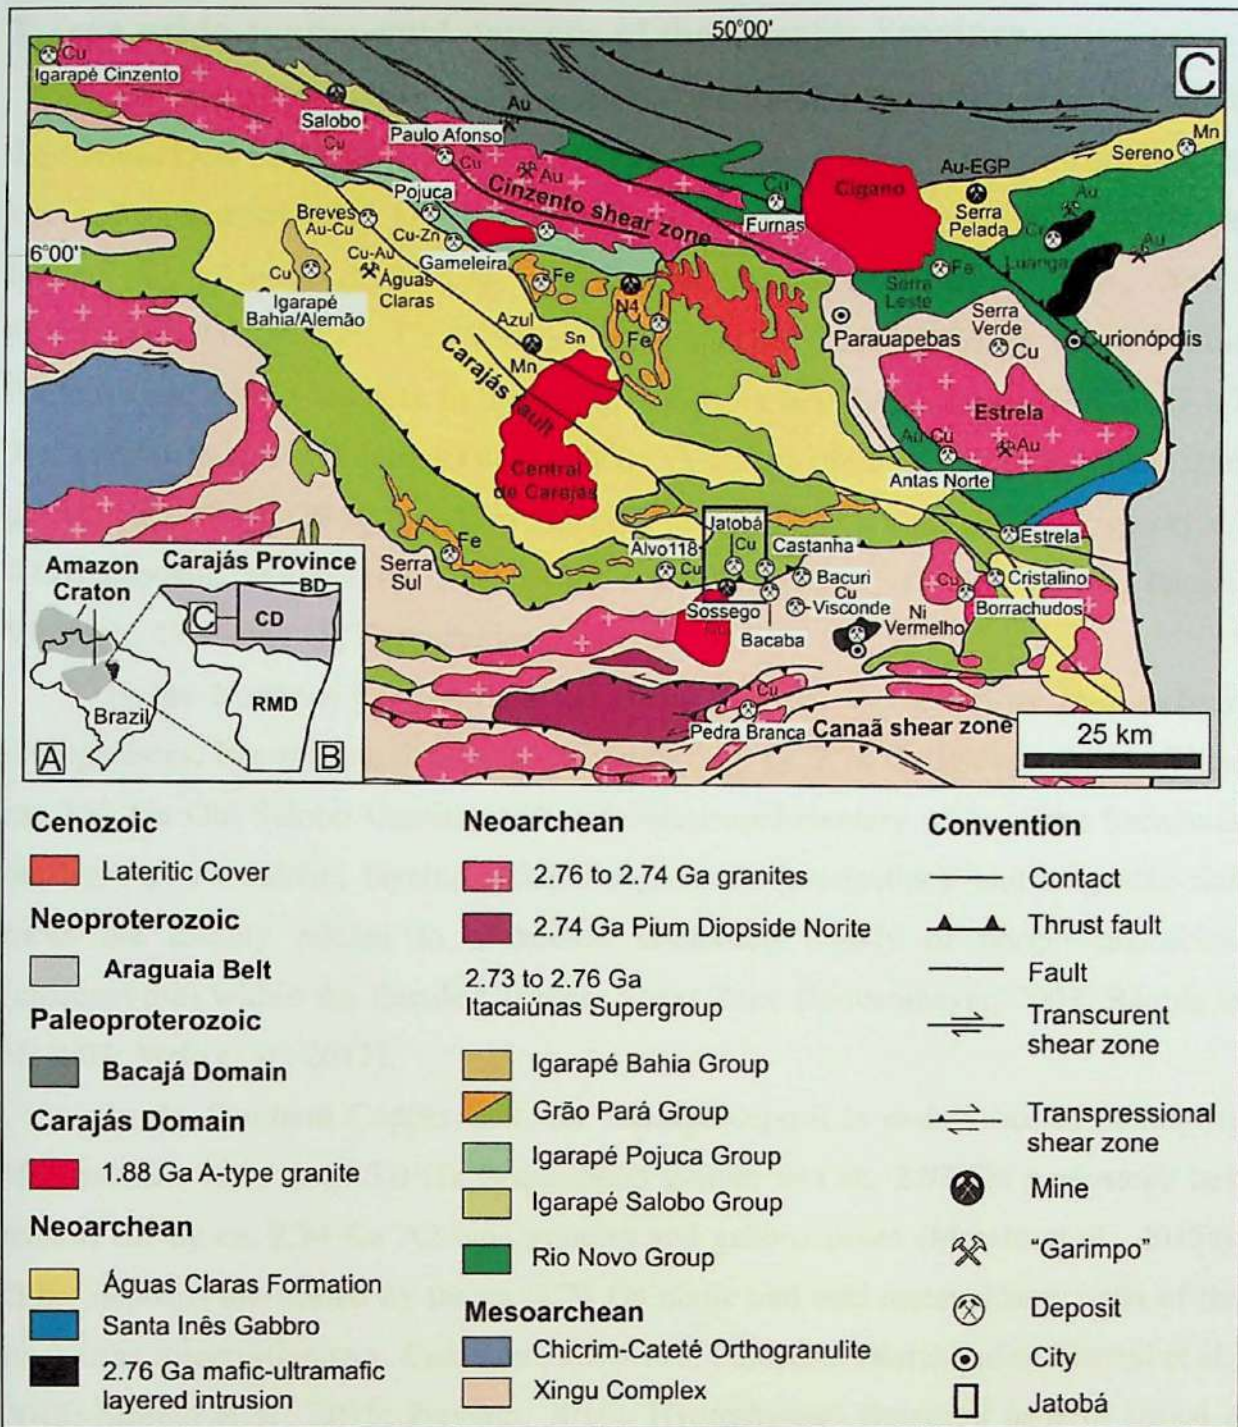 50°00'
C
Cu
Igarapé Cinzento
Salobo
Cu
Paulo Afonso
Cu
Au
Au
Mn
Sereno
Au-EGP
Cigano
Serra
Pelada
Au
Cu
Furnas
Pojuca
Cinzento shear zone
Breves
Au-Cu
Cu-Zn
Gameleira
6°00'
Cu
Cu-Au
Águas
Claras
Fe
N4
Luanga
Au
Fe
Serra
Leste
Igarapé
Bahia/Alemão
Azul
Sn
Mn
Fe
Parauapebas
Serra
Verde
Cu
Curionópolis
Carajás fault
Central
de Carajás
Estrela
Au-Cu
Au
Antas Norte
Jatobá
Cu
Alvo118
Cu
Castanha
Estrela
Serra
Sul
Fe
Bacuri
Cu
Visconde
Cu
Cristalino
Borrachudos
Sossego
Bacaba
Ni
Vermelho
Cu
Pedra Branca
Canaã shear zone
25 km
Amazon
Craton
Brazil
A
Carajás Province
BD
C
CD
RMD
B
Cenozoic
Lateritic Cover
Neoproterozoic
Araguaia Belt
Paleoproterozoic
Bacajá Domain
Carajás Domain
1.88 Ga A-type granite
Neoarchean
Águas Claras Formation
Santa Inês Gabbro
2.76 Ga mafic-ultramafic
layered intrusion
Neoarchean
2.76 to 2.74 Ga granites
2.74 Ga Pium Diopside Norite
2.73 to 2.76 Ga
Itacaiúnas Supergroup
Igarapé Bahia Group
Grão Pará Group
Igarapé Pojuca Group
Igarapé Salobo Group
Rio Novo Group
Mesoarchean
Chicrim-Cateté Orthogranulite
Xingu Complex
Convention
Contact
Thrust fault
Fault
Transcurent
shear zone
Transpressional
shear zone
Mine
"Garimpo"
Deposit
City
Jatobá